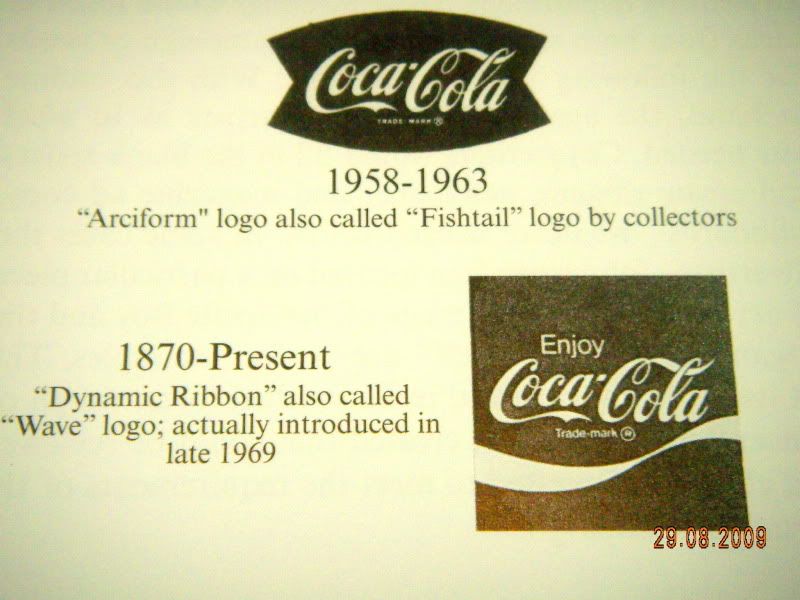 Coca-Cola
TRADE MARK ®
1958-1963
“Arciform" logo also called “Fishtail” logo by collectors
1870-Present
“Dynamic Ribbon” also called
“Wave” logo; actually introduced in
late 1969
Enjoy
Coca-Cola
Trade-mark ®
29.08.2009